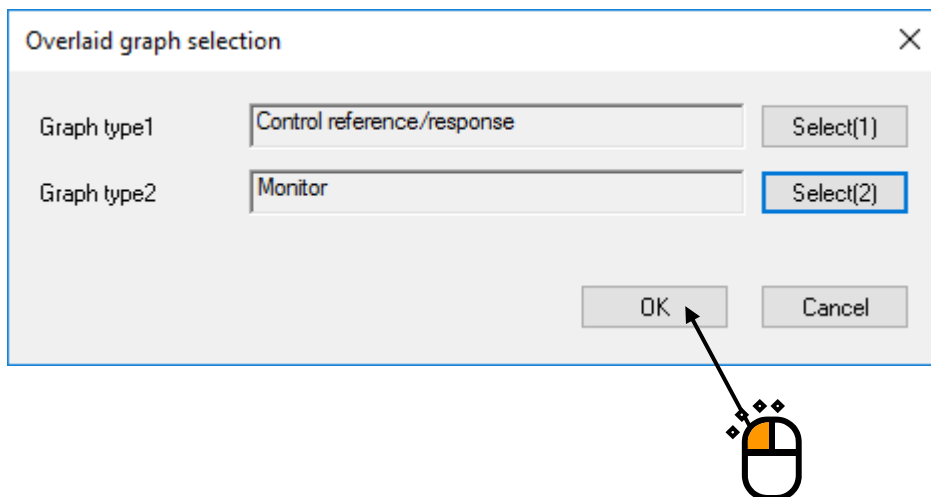 Overlaid graph selection
Graph type1 Control reference/response Select(1)
Graph type2 Monitor Select(2)
OK Cancel